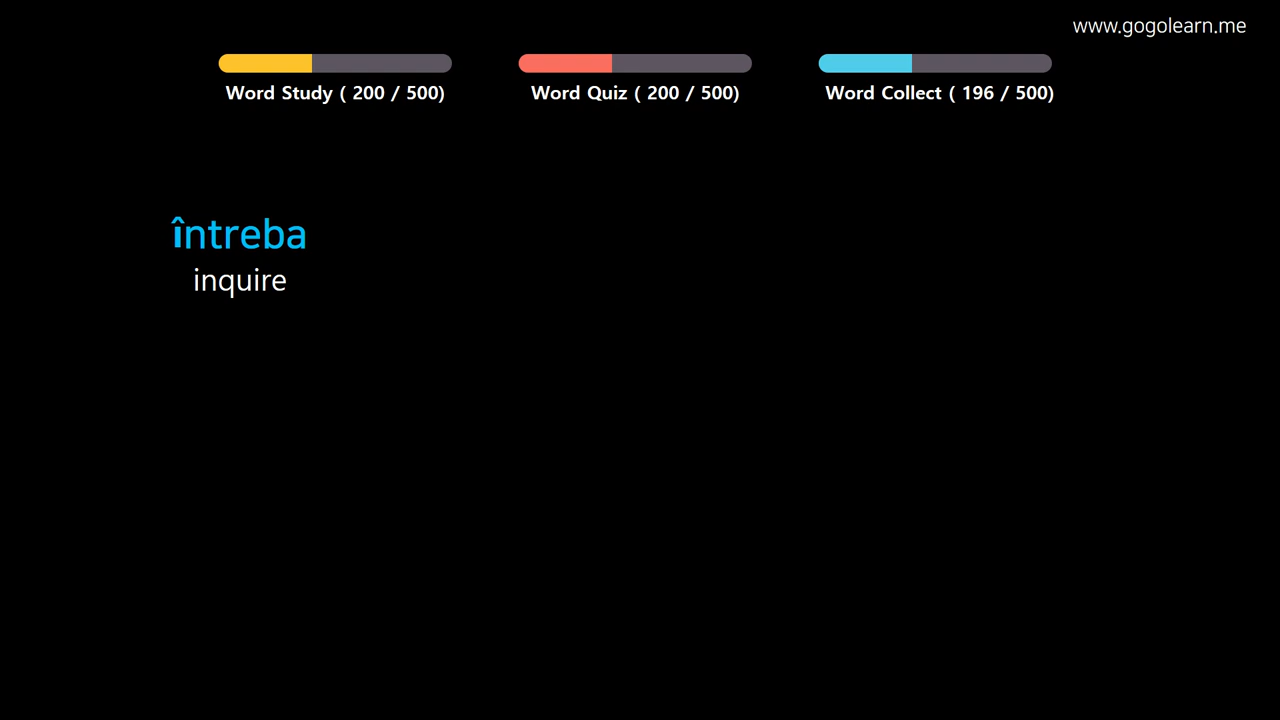 www.gogolearn.me
Word Study ( 200 / 500)
Word Quiz ( 200 / 500)
Word Collect ( 196 / 500)
întreba
inquire